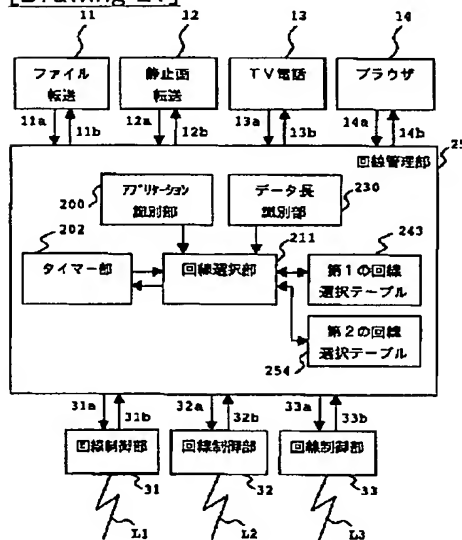 11 12 13 14
ファイル
転送
静止画
転送
TV電話
ブラウザ
11a 11b 12a 12b 13a 13b 14a 14b
回線管理部
200
アプリケーション
識別部
データ長
識別部
230
202
タイマー部
回線選択部
211
243
第1の回線
選択テーブル
第2の回線
選択テーブル
254
31a 31b 32a 32b 33a 33b
回線制御部
回線制御部
回線制御部
31 32 33
L1 L2 L3